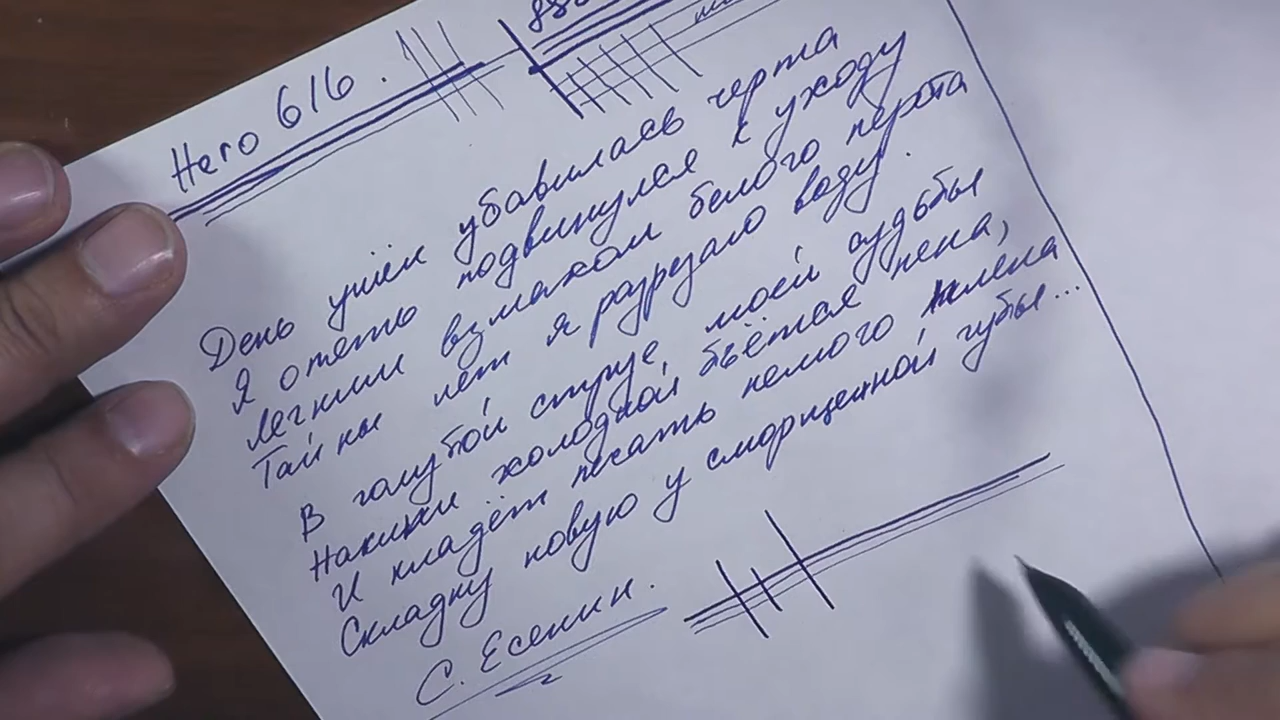 Hero 616.
День ушёл убавилась черта
Я опять подвинулся к уходу
Легким взмахом белого перста
Тайны лет я разрезаю воду.
В голубой струе моей судьбы
Накипи холодной бьётся пена,
И кладёт печать немого плена
Складку новую у сморщенной губы...
С. Есенин.